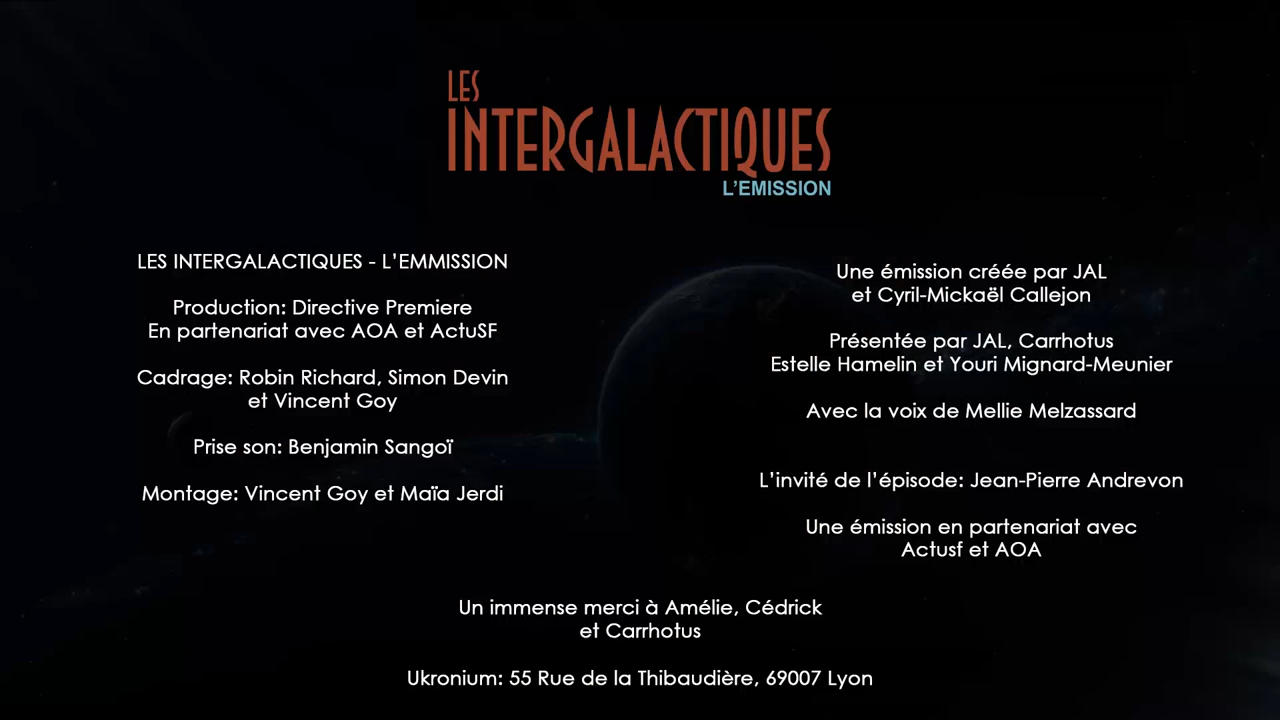 LES
INTERGALACTIQUES
L'EMISSION
LES INTERGALACTIQUES - L'EMMISSION
Production: Directive Premiere
En partenariat avec AOA et ActuSF
Cadrage: Robin Richard, Simon Devin
et Vincent Goy
Prise son: Benjamin Sangoï
Montage: Vincent Goy et Maïa Jerdi
Une émission créée par JAL
et Cyril-Mickaël Callejon
Présentée par JAL, Carrhotus
Estelle Hamelin et Youri Mignard-Meunier
Avec la voix de Mellie Melzassard
L'invité de l'épisode: Jean-Pierre Andrevon
Une émission en partenariat avec
Actusf et AOA
Un immense merci à Amélie, Cédrick
et Carrhotus
Ukronium: 55 Rue de la Thibaudière, 69007 Lyon